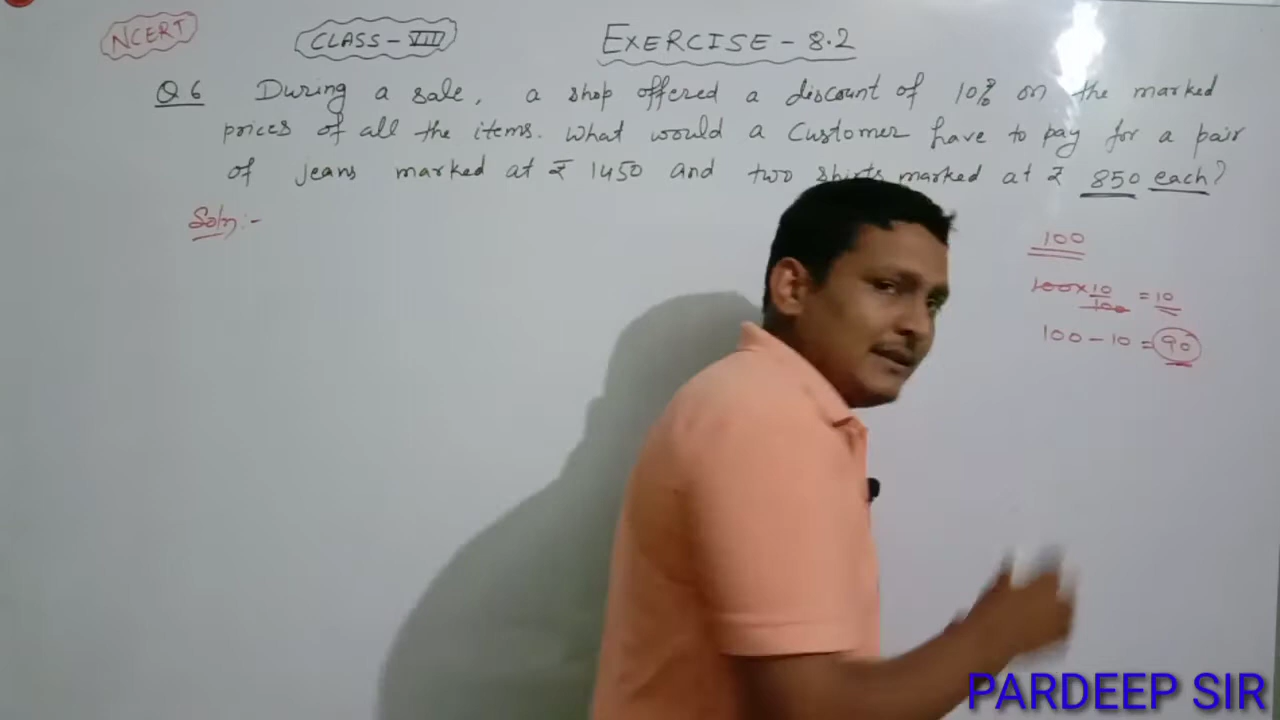 NCERT
CLASS-VIII
EXERCISE-8.2
Q6 During a sale, a shop offered a discount of 10% on the marked
prices of all the items. What would a Customer have to pay for a pair
of jeans marked at ₹ 1450 and two shirts marked at ₹ 850 each?
Soln:-
100
100×10/100 = 10
100-10=90
PARDEEP SIR